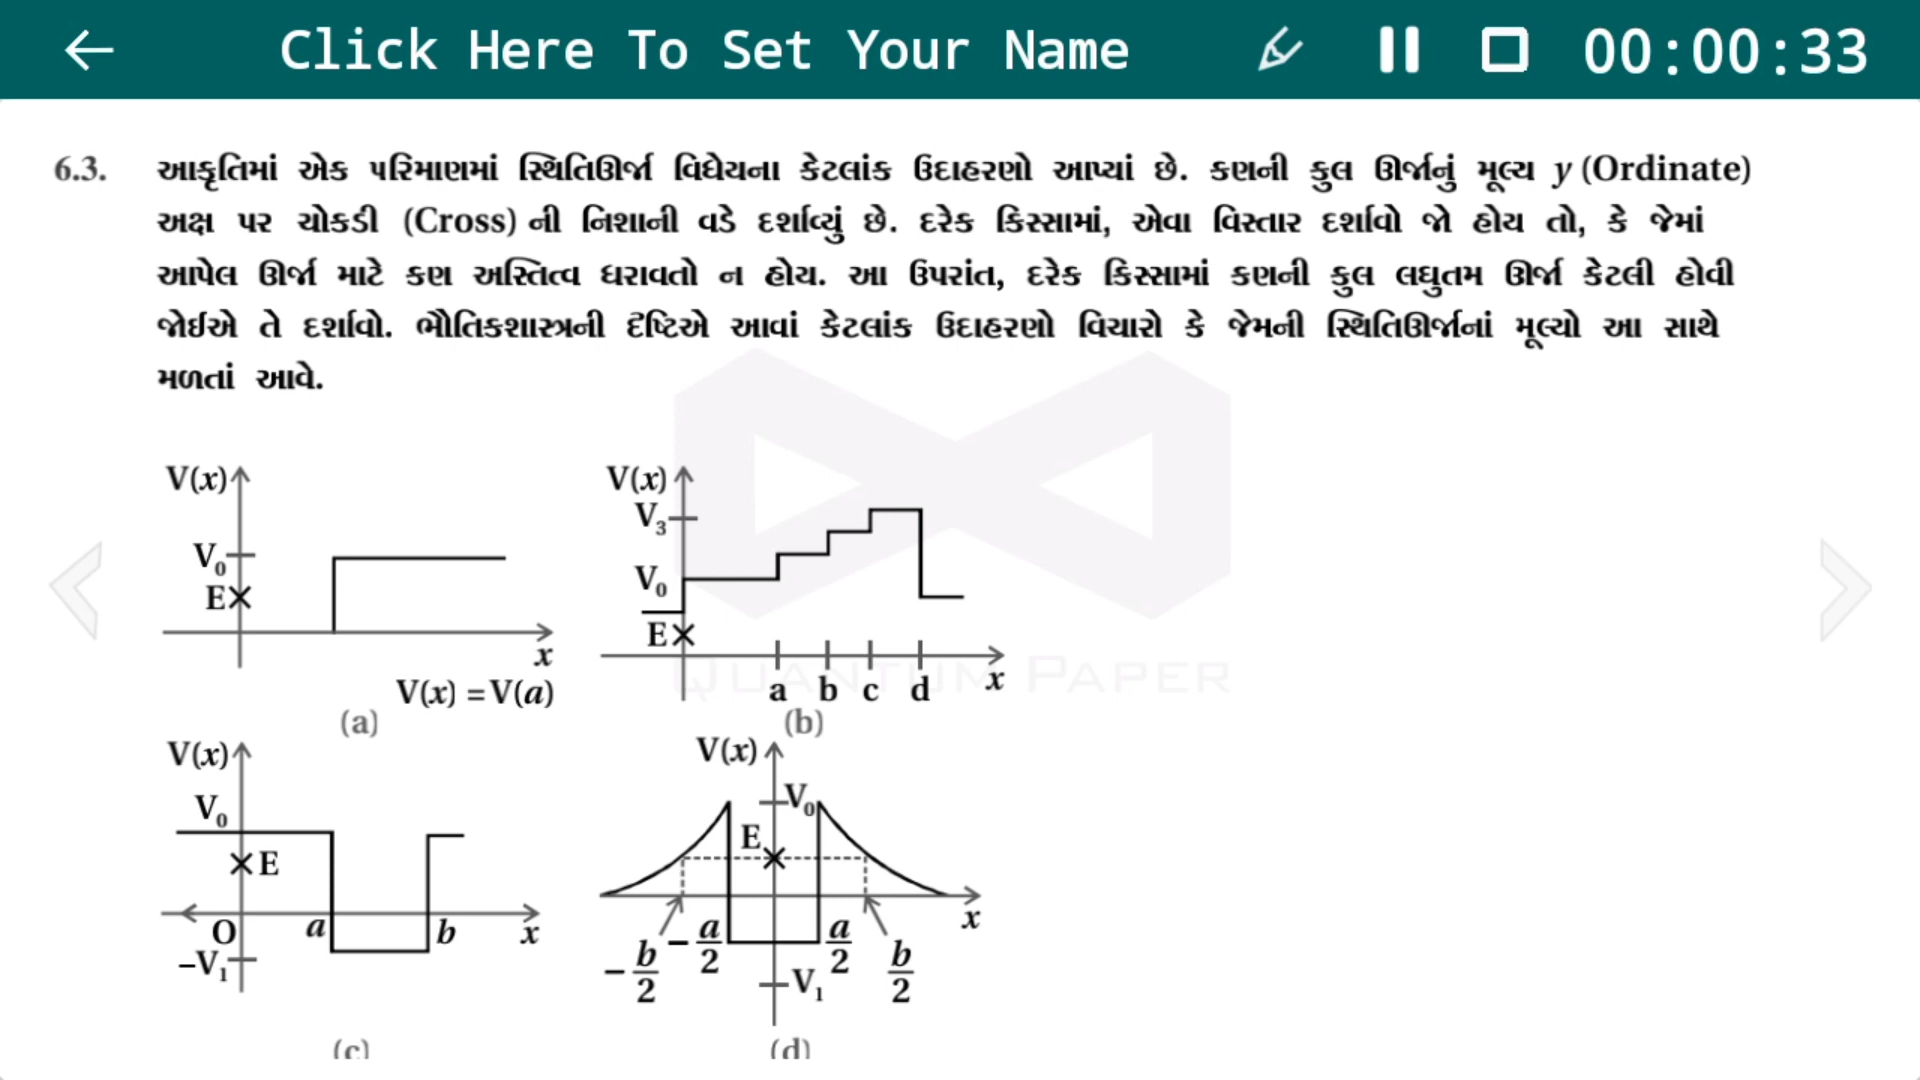 Click Here To Set Your Name 00:00:33
6.3. આકૃતિમાં એક પરિમાણમાં સ્થિતિઊર્જા વિધેયના કેટલાંક ઉદાહરણો આપ્યાં છે. કણની કુલ ઊર્જાનું મૂલ્ય y (Ordinate)
અક્ષ પર ચોકડી (Cross) ની નિશાની વડે દર્શાવ્યું છે. દરેક કિસ્સામાં, એવા વિસ્તાર દર્શાવો જો હોય તો, કે જેમાં
આપેલ ઊર્જા માટે કણ અસ્તિત્વ ધરાવતો ન હોય. આ ઉપરાંત, દરેક કિસ્સામાં કણની કુલ લઘુતમ ઊર્જા કેટલી હોવી
જોઈએ તે દર્શાવો. ભૌતિકશાસ્ત્રની દૃષ્ટિએ આવાં કેટલાંક ઉદાહરણો વિચારો કે જેમની સ્થિતિઊર્જાનાં મૂલ્યો આ સાથે
મળતાં આવે.
V(x)
V₀
E
x
V(x) = V(a)
(a)
V(x)
V₃
V₀
E
a b c d x
(b)
QUANTUM PAPER
V(x)
V₀
E
O a b x
–V₁
(c)
V(x)
V₀
E
x
–b/2 –a/2 a/2 b/2
V₁
(d)